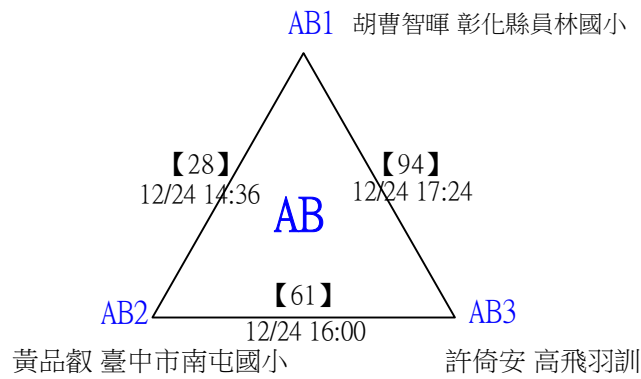 AB1 胡曹智暉 彰化縣員林國小
【28】
12/24 14:36
【94】
12/24 17:24
AB
【61】
12/24 16:00
AB2
AB3
黃品叡 臺中市南屯國小
許倚安 高飛羽訓